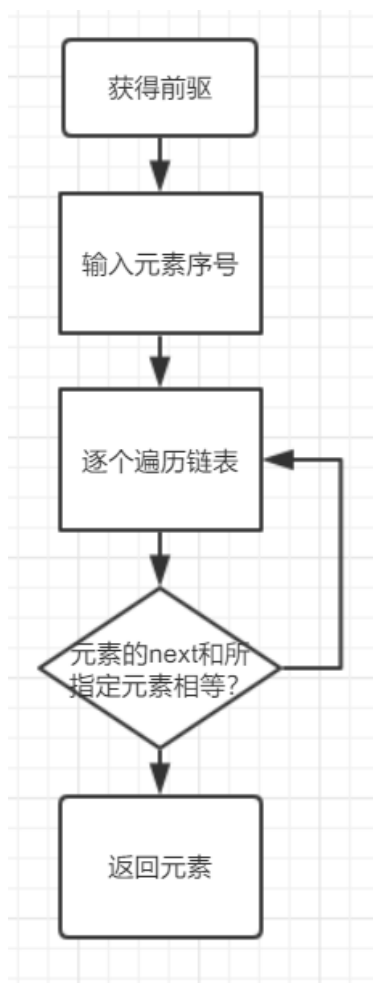 获得前驱
输入元素序号
逐个遍历链表
元素的next和所
指定元素相等？
返回元素